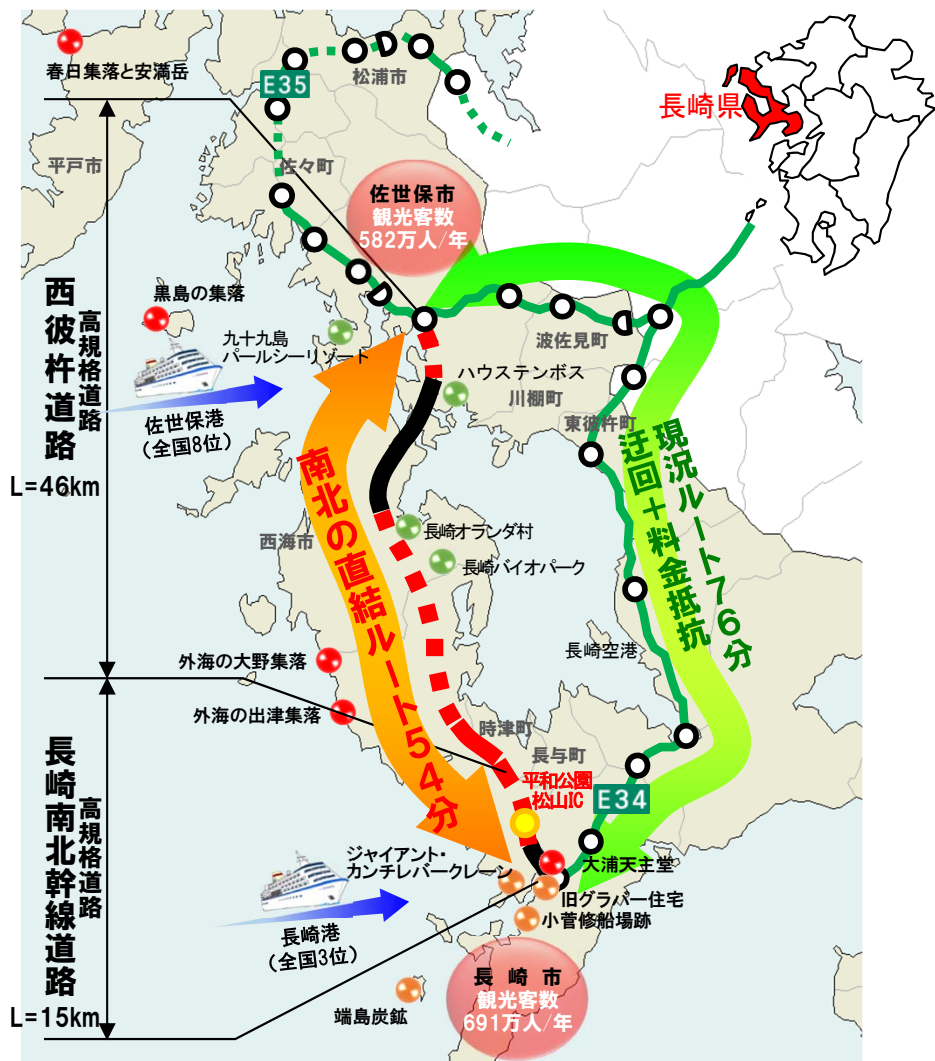 春日集落と安満岳
E35
松浦市
長崎県
平戸市
佐々町
佐世保市
観光客数
582万人/年
西彼杵道路
高規格道路
L=46km
黒島の集落
九十九島
パールシーリゾート
波佐見町
ハウステンボス
川棚町
東彼杵町
佐世保港
(全国8位)
南北の直結ルート54分
現況ルート76分
迂回+料金抵抗
西海市
長崎オランダ村
長崎バイオパーク
長崎空港
外海の大野集落
外海の出津集落
時津町
長与町
平和公園
松山IC
E34
長崎南北幹線道路
高規格道路
L=15km
ジャイアント・
カンチレバークレーン
大浦天主堂
旧グラバー住宅
小菅修船場跡
長崎港
(全国3位)
端島炭鉱
長崎市
観光客数
691万人/年